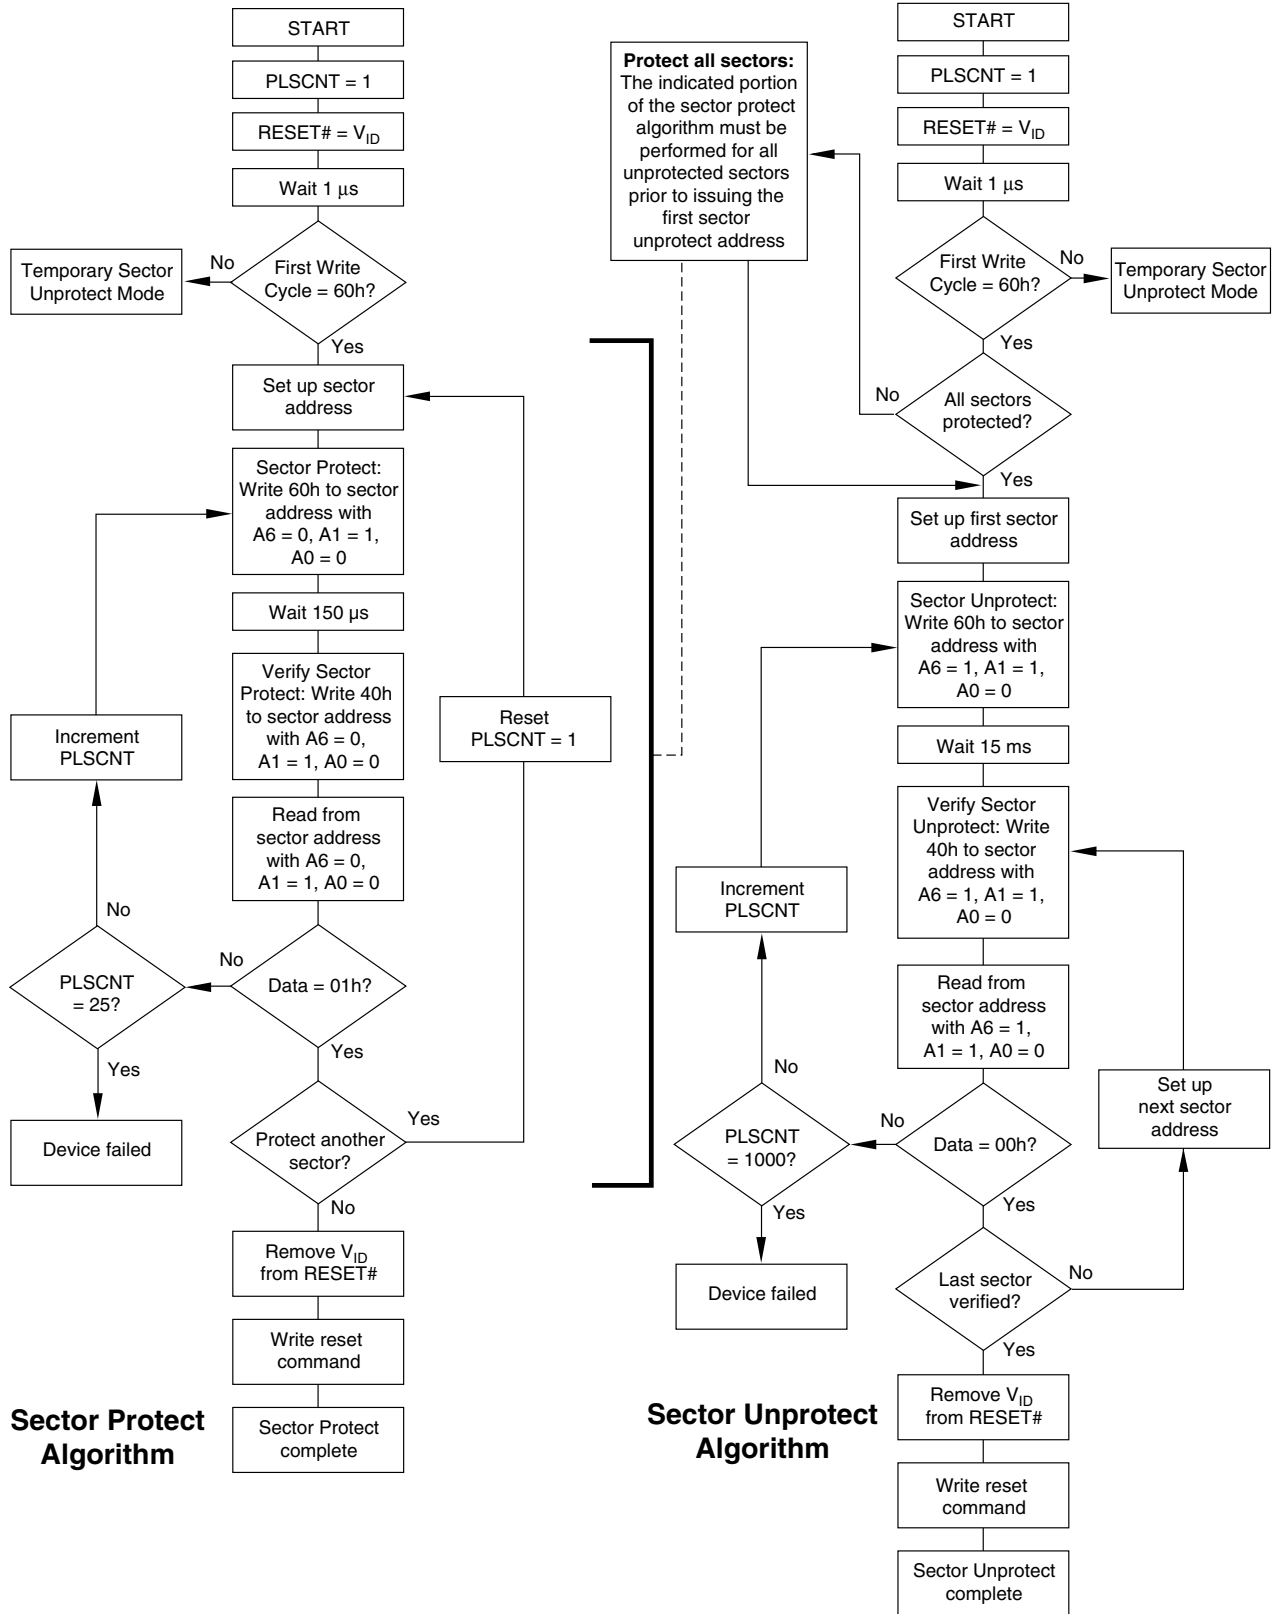 START
PLSCNT = 1
RESET# = VID
Wait 1 μs
First Write
Cycle = 60h?
No
Temporary Sector
Unprotect Mode
Yes
Set up sector
address
Sector Protect:
Write 60h to sector
address with
A6 = 0, A1 = 1,
A0 = 0
Wait 150 µs
Verify Sector
Protect: Write 40h
to sector address
with A6 = 0,
A1 = 1, A0 = 0
Reset
PLSCNT = 1
Increment
PLSCNT
Read from
sector address
with A6 = 0,
A1 = 1, A0 = 0
No
PLSCNT
= 25?
No
Data = 01h?
Yes
Yes
Device failed
Protect another
sector?
Yes
No
Remove VID
from RESET#
Write reset
command
Sector Protect
complete
Sector Protect
Algorithm
Protect all sectors:
The indicated portion
of the sector protect
algorithm must be
performed for all
unprotected sectors
prior to issuing the
first sector
unprotect address
START
PLSCNT = 1
RESET# = VID
Wait 1 μs
First Write
Cycle = 60h?
No
Temporary Sector
Unprotect Mode
Yes
No
All sectors
protected?
Yes
Set up first sector
address
Sector Unprotect:
Write 60h to sector
address with
A6 = 1, A1 = 1,
A0 = 0
Wait 15 ms
Verify Sector
Unprotect: Write
40h to sector
address with
A6 = 1, A1 = 1,
A0 = 0
Increment
PLSCNT
Read from
sector address
with A6 = 1,
A1 = 1, A0 = 0
No
Set up
next sector
address
PLSCNT
= 1000?
No
Data = 00h?
Yes
Yes
Device failed
Last sector
verified?
No
Yes
Remove VID
from RESET#
Write reset
command
Sector Unprotect
complete
Sector Unprotect
Algorithm